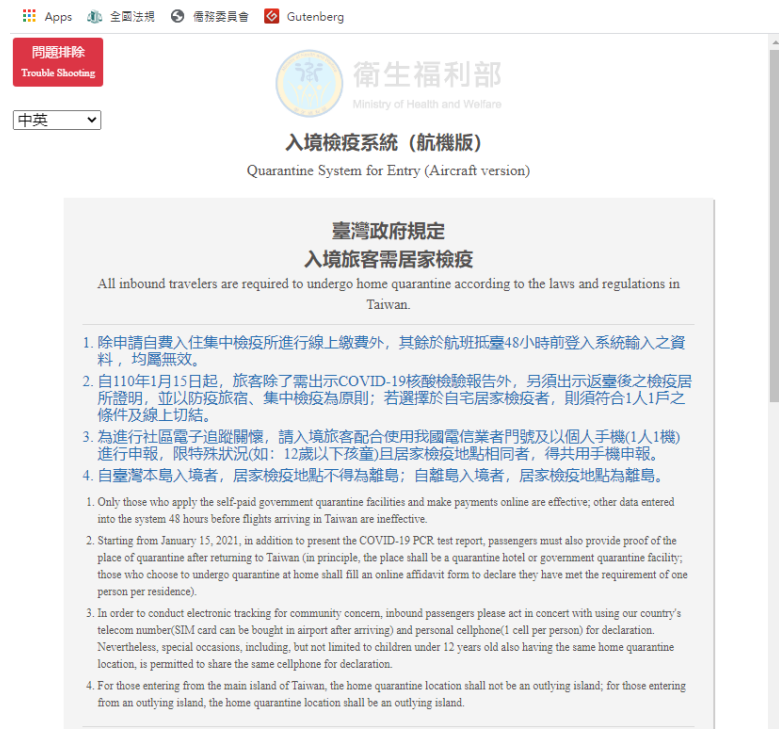 Apps 全國法規 僑務委員會 Gutenberg
問題排除
Trouble Shooting
中英
衛生福利部
Ministry of Health and Welfare
入境檢疫系統（航機版）
Quarantine System for Entry (Aircraft version)
臺灣政府規定
入境旅客需居家檢疫
All inbound travelers are required to undergo home quarantine according to the laws and regulations in
Taiwan.
1. 除申請自費入住集中檢疫所進行線上繳費外，其餘於航班抵臺48小時前登入系統輸入之資
料 ，均屬無效。
2. 自110年1月15日起，旅客除了需出示COVID-19核酸檢驗報告外，另須出示返臺後之檢疫居
所證明，並以防疫旅宿、集中檢疫為原則；若選擇於自宅居家檢疫者，則須符合1人1戶之
條件及線上切結。
3. 為進行社區電子追蹤關懷，請入境旅客配合使用我國電信業者門號及以個人手機(1人1機)
進行申報，限特殊狀況(如：12歲以下孩童)且居家檢疫地點相同者，得共用手機申報。
4. 自臺灣本島入境者，居家檢疫地點不得為離島；自離島入境者，居家檢疫地點為離島。
1. Only those who apply the self-paid government quarantine facilities and make payments online are effective; other data entered
into the system 48 hours before flights arriving in Taiwan are ineffective.
2. Starting from January 15, 2021, in addition to present the COVID-19 PCR test report, passengers must also provide proof of the
place of quarantine after returning to Taiwan (in principle, the place shall be a quarantine hotel or government quarantine facility;
those who choose to undergo quarantine at home shall fill an online affidavit form to declare they have met the requirement of one
person per residence).
3. In order to conduct electronic tracking for community concern, inbound passengers please act in concert with using our country's
telecom number(SIM card can be bought in airport after arriving) and personal cellphone(1 cell per person) for declaration.
Nevertheless, special occasions, including, but not limited to children under 12 years old also having the same home quarantine
location, is permitted to share the same cellphone for declaration.
4. For those entering from the main island of Taiwan, the home quarantine location shall not be an outlying island; for those entering
from an outlying island, the home quarantine location shall be an outlying island.